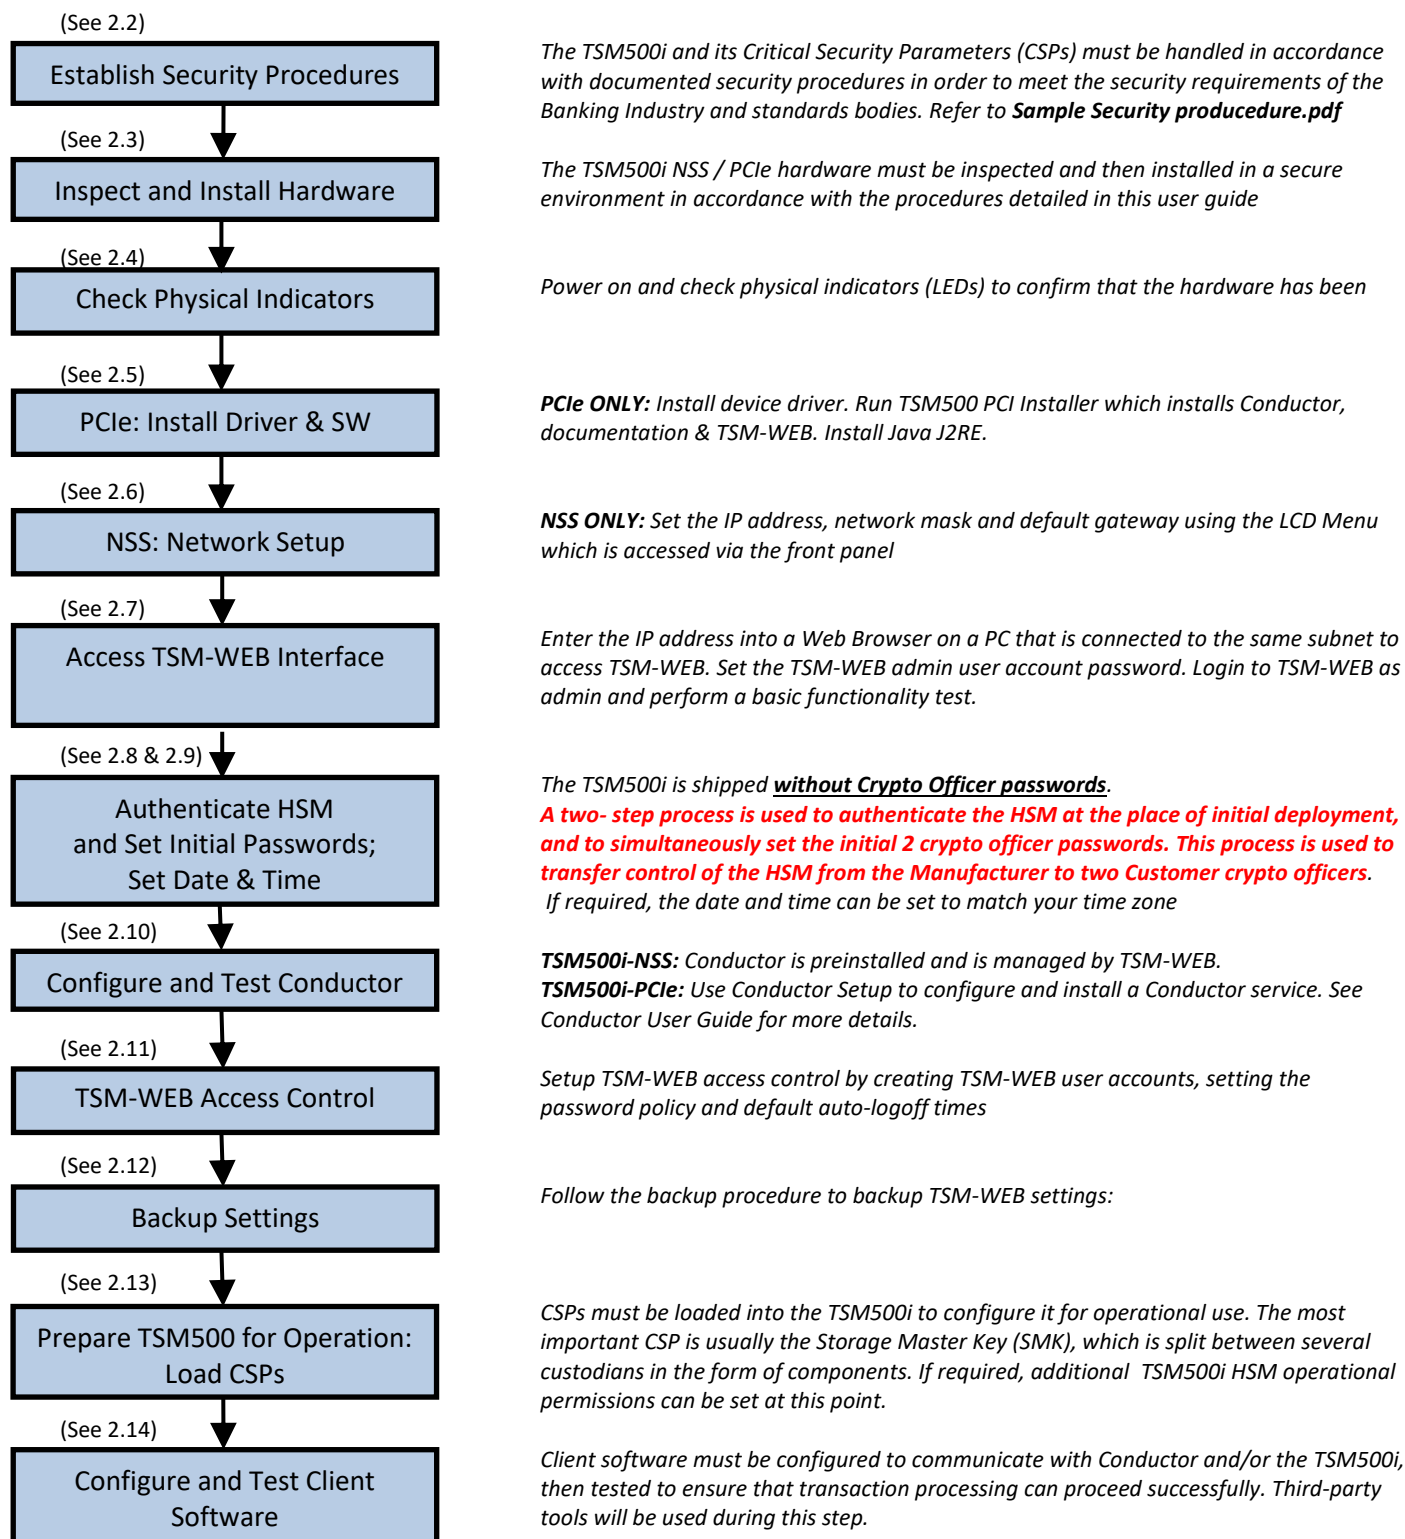 (See 2.2)
Establish Security Procedures
The TSM500i and its Critical Security Parameters (CSPs) must be handled in accordance
with documented security procedures in order to meet the security requirements of the
Banking Industry and standards bodies. Refer to Sample Security producedure.pdf
(See 2.3)
Inspect and Install Hardware
The TSM500i NSS / PCIe hardware must be inspected and then installed in a secure
environment in accordance with the procedures detailed in this user guide
(See 2.4)
Check Physical Indicators
Power on and check physical indicators (LEDs) to confirm that the hardware has been
(See 2.5)
PCIe: Install Driver & SW
PCIe ONLY: Install device driver. Run TSM500 PCI Installer which installs Conductor,
documentation & TSM-WEB. Install Java J2RE.
(See 2.6)
NSS: Network Setup
NSS ONLY: Set the IP address, network mask and default gateway using the LCD Menu
which is accessed via the front panel
(See 2.7)
Access TSM-WEB Interface
Enter the IP address into a Web Browser on a PC that is connected to the same subnet to
access TSM-WEB. Set the TSM-WEB admin user account password. Login to TSM-WEB as
admin and perform a basic functionality test.
(See 2.8 & 2.9)
Authenticate HSM
and Set Initial Passwords;
Set Date & Time
The TSM500i is shipped without Crypto Officer passwords.
A two- step process is used to authenticate the HSM at the place of initial deployment,
and to simultaneously set the initial 2 crypto officer passwords. This process is used to
transfer control of the HSM from the Manufacturer to two Customer crypto officers.
If required, the date and time can be set to match your time zone
(See 2.10)
Configure and Test Conductor
TSM500i-NSS: Conductor is preinstalled and is managed by TSM-WEB.
TSM500i-PCIe: Use Conductor Setup to configure and install a Conductor service. See
Conductor User Guide for more details.
(See 2.11)
TSM-WEB Access Control
Setup TSM-WEB access control by creating TSM-WEB user accounts, setting the
password policy and default auto-logoff times
(See 2.12)
Backup Settings
Follow the backup procedure to backup TSM-WEB settings:
(See 2.13)
Prepare TSM500 for Operation:
Load CSPs
CSPs must be loaded into the TSM500i to configure it for operational use. The most
important CSP is usually the Storage Master Key (SMK), which is split between several
custodians in the form of components. If required, additional TSM500i HSM operational
permissions can be set at this point.
(See 2.14)
Configure and Test Client
Software
Client software must be configured to communicate with Conductor and/or the TSM500i,
then tested to ensure that transaction processing can proceed successfully. Third-party
tools will be used during this step.